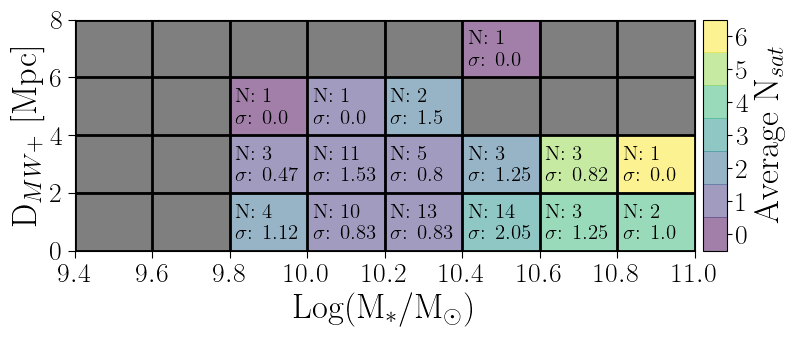 8
N: 1
σ: 0.0
6
N: 1
σ: 0.0
N: 1
σ: 0.0
N: 2
σ: 1.5
4
N: 3
σ: 0.47
N: 11
σ: 1.53
N: 5
σ: 0.8
N: 3
σ: 1.25
N: 3
σ: 0.82
N: 1
σ: 0.0
2
N: 4
σ: 1.12
N: 10
σ: 0.83
N: 13
σ: 0.83
N: 14
σ: 2.05
N: 3
σ: 1.25
N: 2
σ: 1.0
0
D_{MW+} [Mpc]
9.4 9.6 9.8 10.0 10.2 10.4 10.6 10.8 11.0
Log(M_*/M_⊙)
6
5
4
3
2
1
0
Average N_{sat}